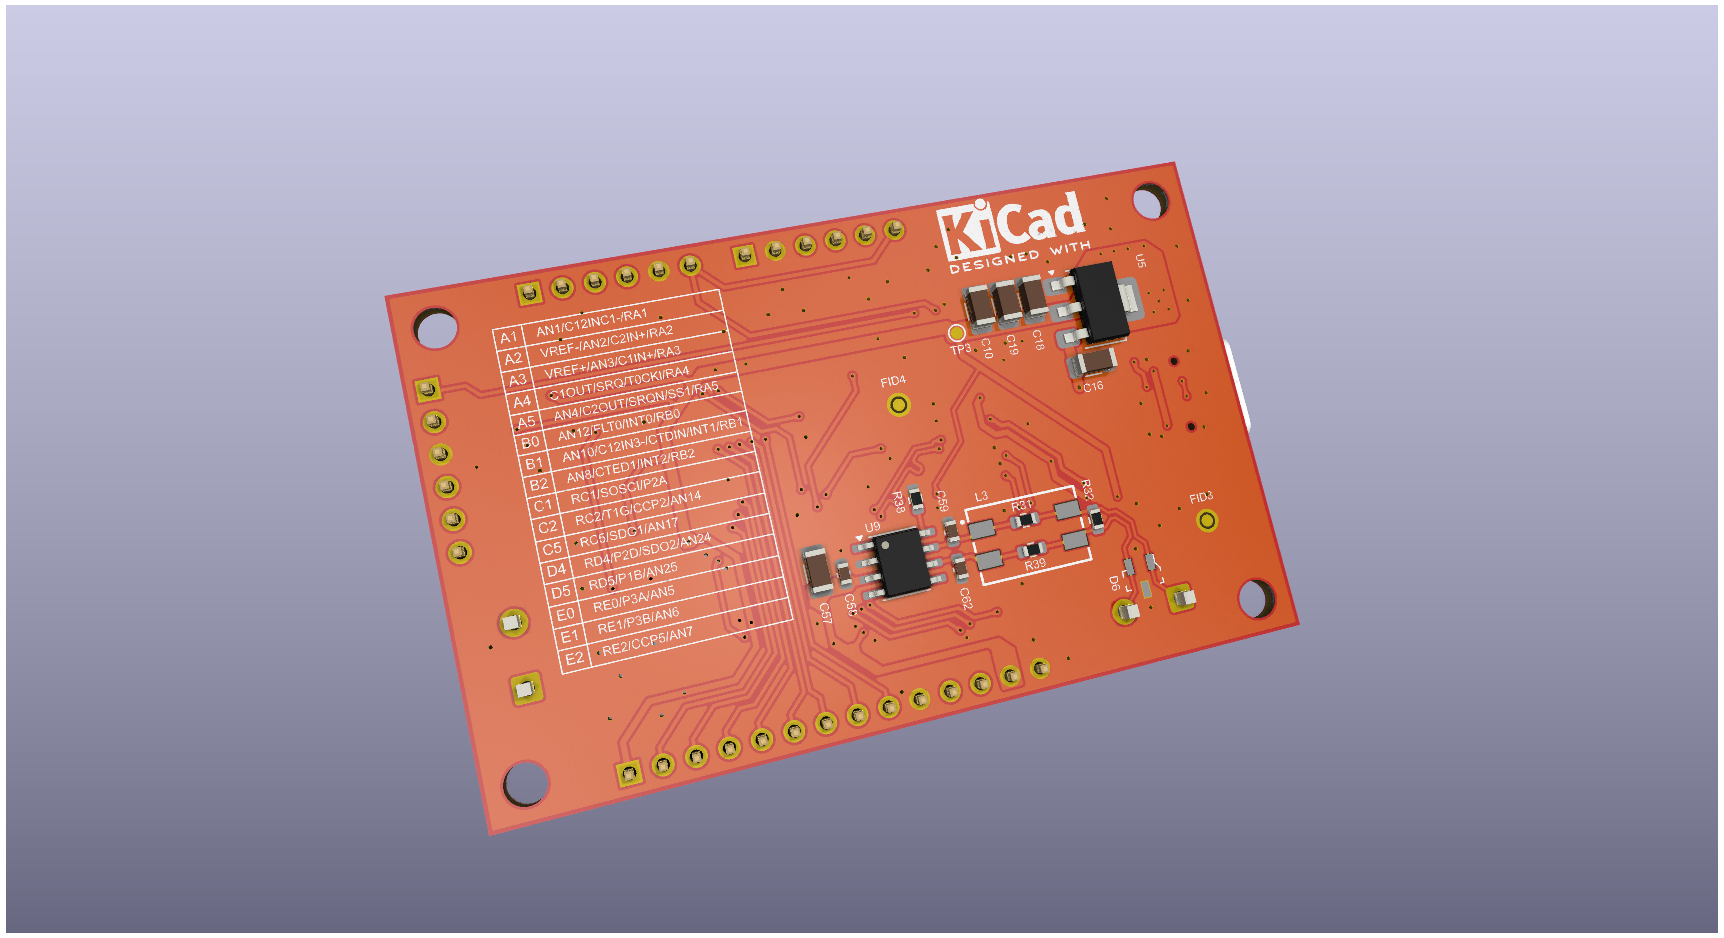 KiCad
DESIGNED WITH
U5
C10
C19
C18
TP3
C16
FID4
A1 AN1/C12INC1-/RA1
A2 VREF-/AN2/C2IN+/RA2
A3 VREF+/AN3/C1IN+/RA3
A4 C1OUT/SRQ/T0CKI/RA4
A5 AN4/C2OUT/SRQN/SS1/RA5
B0 AN12/FLT0/INT0/RB0
B1 AN10/C12IN3-/CTDIN/INT1/RB1
B2 AN8/CTED1/INT2/RB2
C1 RC1/SOSCI/P2A
C2 RC2/T1G/CCP2/AN14
C5 RC5/SDO1/AN17
D4 RD4/P2D/SDO2/AN24
D5 RD5/P1B/AN25
E0 RE0/P3A/AN5
E1 RE1/P3B/AN6
E2 RE2/CCP5/AN7
R38
C59
L3
R31
R32
FID3
U9
R39
D6
C57
C62